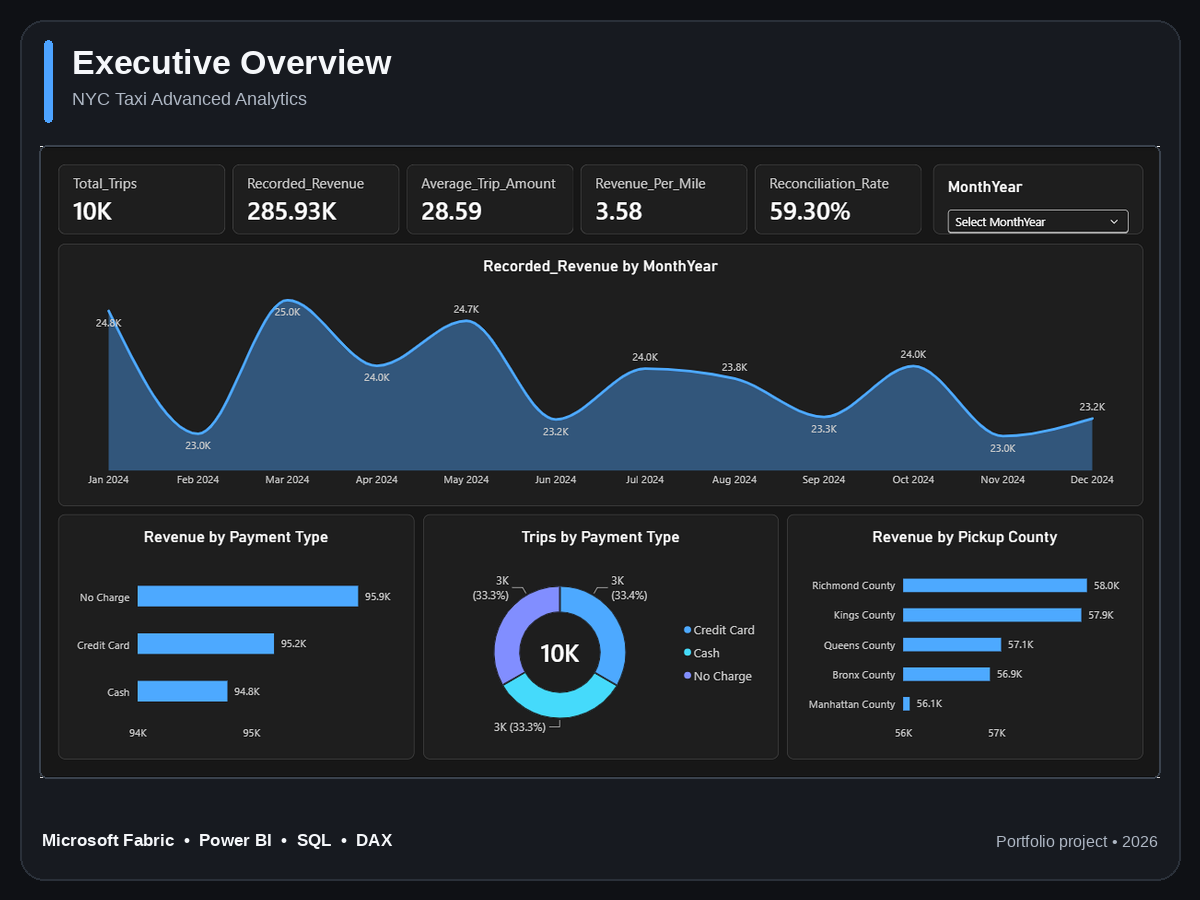 Executive Overview
NYC Taxi Advanced Analytics
Total_Trips
10K
Recorded_Revenue
285.93K
Average_Trip_Amount
28.59
Revenue_Per_Mile
3.58
Reconciliation_Rate
59.30%
MonthYear
Select MonthYear
Recorded_Revenue by MonthYear
24.8K
23.0K
25.0K
24.0K
24.7K
23.2K
24.0K
23.8K
23.3K
24.0K
23.0K
23.2K
Jan 2024 Feb 2024 Mar 2024 Apr 2024 May 2024 Jun 2024 Jul 2024 Aug 2024 Sep 2024 Oct 2024 Nov 2024 Dec 2024
Revenue by Payment Type
No Charge 95.9K
Credit Card 95.2K
Cash 94.8K
94K 95K
Trips by Payment Type
3K
(33.3%)
3K
(33.4%)
10K
3K (33.3%)
Credit Card
Cash
No Charge
Revenue by Pickup County
Richmond County 58.0K
Kings County 57.9K
Queens County 57.1K
Bronx County 56.9K
Manhattan County 56.1K
56K 57K
Microsoft Fabric • Power BI • SQL • DAX
Portfolio project • 2026